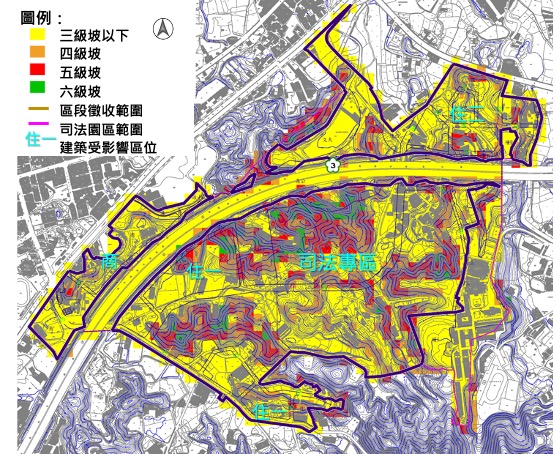 圖例：
三級坡以下
四級坡
五級坡
六級坡
區段徵收範圍
司法園區範圍
住一
建築受影響區位
住二
3
商
住一
司法專區
住一